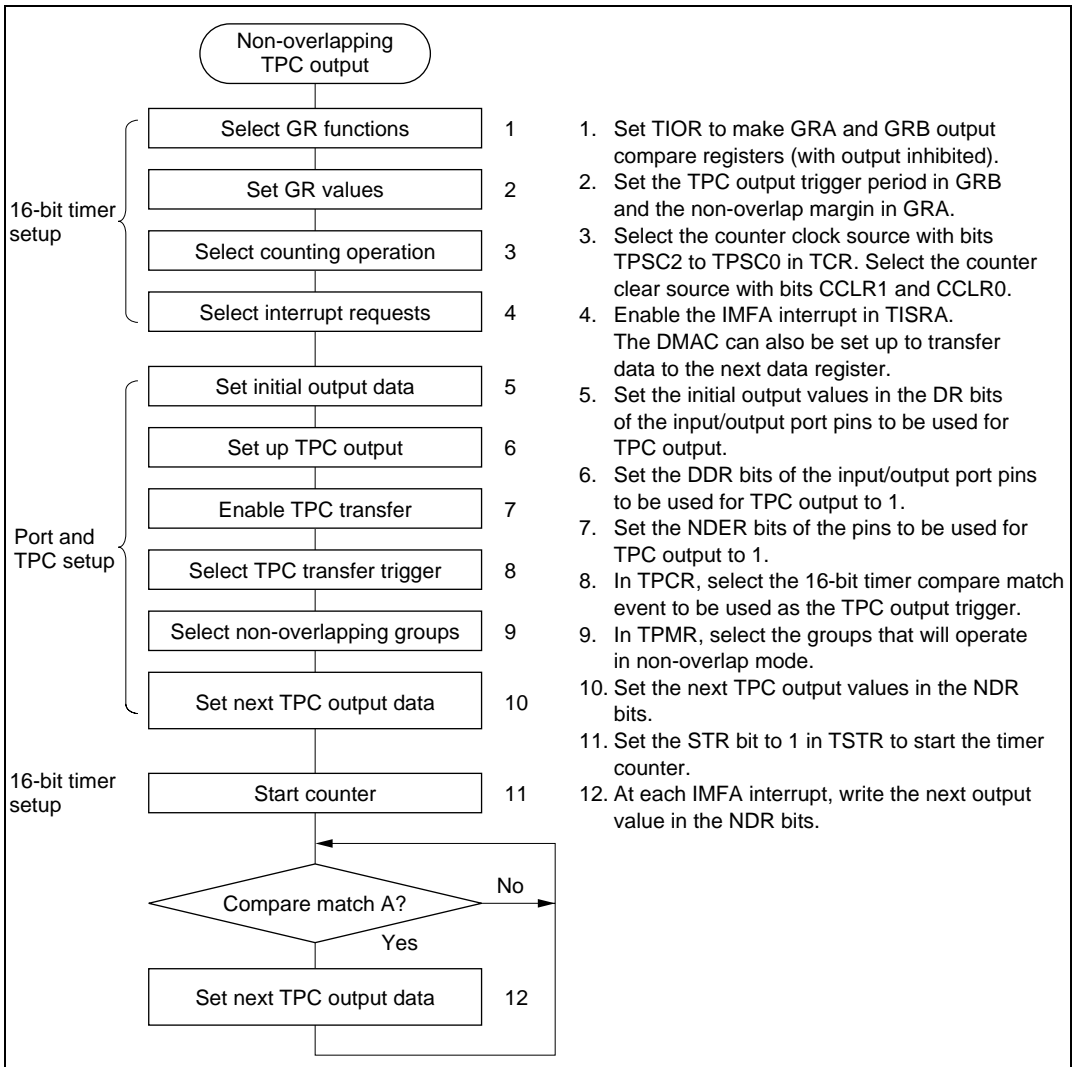 Non-overlapping
TPC output
16-bit timer
setup
Select GR functions
1
Set GR values
2
Select counting operation
3
Select interrupt requests
4
Port and
TPC setup
Set initial output data
5
Set up TPC output
6
Enable TPC transfer
7
Select TPC transfer trigger
8
Select non-overlapping groups
9
Set next TPC output data
10
16-bit timer
setup
Start counter
11
Compare match A?
No
Yes
Set next TPC output data
12
1. Set TIOR to make GRA and GRB output
compare registers (with output inhibited).
2. Set the TPC output trigger period in GRB
and the non-overlap margin in GRA.
3. Select the counter clock source with bits
TPSC2 to TPSC0 in TCR. Select the counter
clear source with bits CCLR1 and CCLR0.
4. Enable the IMFA interrupt in TISRA.
The DMAC can also be set up to transfer
data to the next data register.
5. Set the initial output values in the DR bits
of the input/output port pins to be used for
TPC output.
6. Set the DDR bits of the input/output port pins
to be used for TPC output to 1.
7. Set the NDER bits of the pins to be used for
TPC output to 1.
8. In TPCR, select the 16-bit timer compare match
event to be used as the TPC output trigger.
9. In TPMR, select the groups that will operate
in non-overlap mode.
10. Set the next TPC output values in the NDR
bits.
11. Set the STR bit to 1 in TSTR to start the timer
counter.
12. At each IMFA interrupt, write the next output
value in the NDR bits.